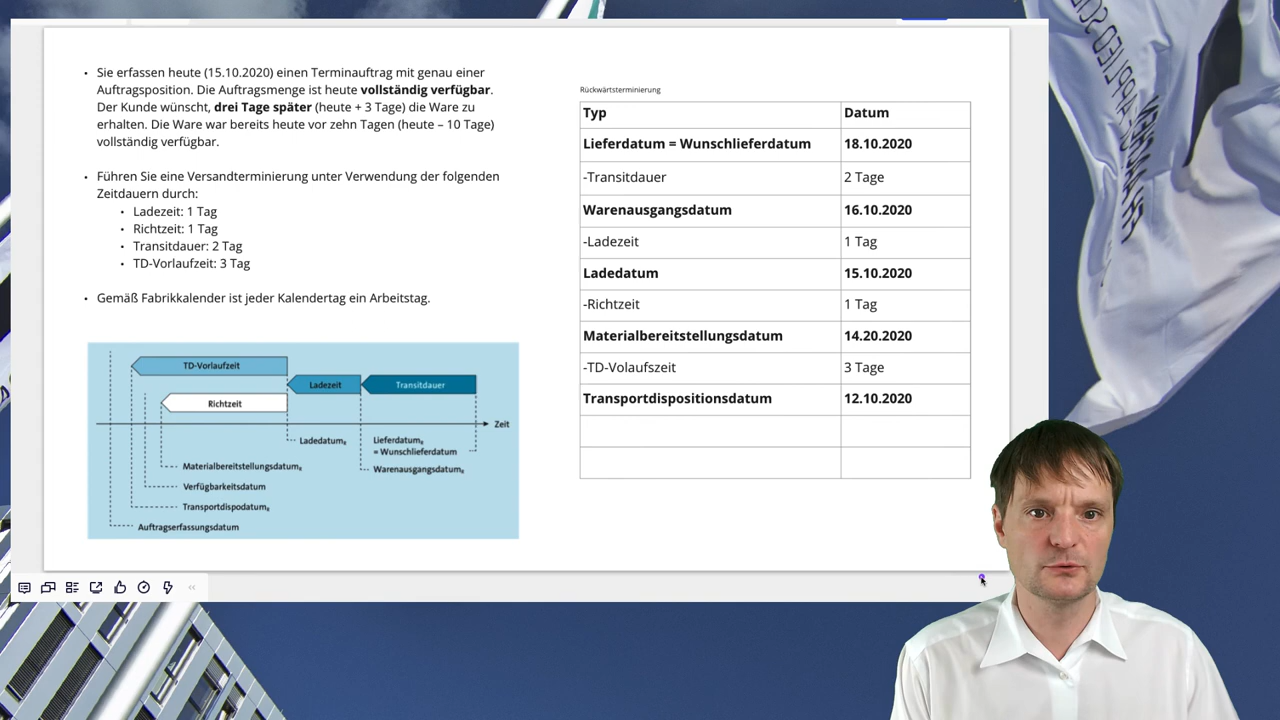 • Sie erfassen heute (15.10.2020) einen Terminauftrag mit genau einer
Auftragsposition. Die Auftragsmenge ist heute vollständig verfügbar.
Der Kunde wünscht, drei Tage später (heute + 3 Tage) die Ware zu
erhalten. Die Ware war bereits heute vor zehn Tagen (heute – 10 Tage)
vollständig verfügbar.
• Führen Sie eine Versandterminierung unter Verwendung der folgenden
Zeitdauern durch:
• Ladezeit: 1 Tag
• Richtzeit: 1 Tag
• Transitdauer: 2 Tag
• TD-Vorlaufzeit: 3 Tag
• Gemäß Fabrikkalender ist jeder Kalendertag ein Arbeitstag.
TD-Vorlaufzeit
Ladezeit
Transitdauer
Richtzeit
Zeit
Ladedatumᵣ
Lieferdatumᵣ
= Wunschlieferdatum
Materialbereitstellungsdatumᵣ
Warenausgangsdatumᵣ
Verfügbarkeitsdatum
Transportdispodatumᵣ
Auftragserfassungsdatum
Rückwärtsterminierung
Typ Datum
Lieferdatum = Wunschlieferdatum 18.10.2020
-Transitdauer 2 Tage
Warenausgangsdatum 16.10.2020
-Ladezeit 1 Tag
Ladedatum 15.10.2020
-Richtzeit 1 Tag
Materialbereitstellungsdatum 14.20.2020
-TD-Volaufszeit 3 Tage
Transportdispositionsdatum 12.10.2020